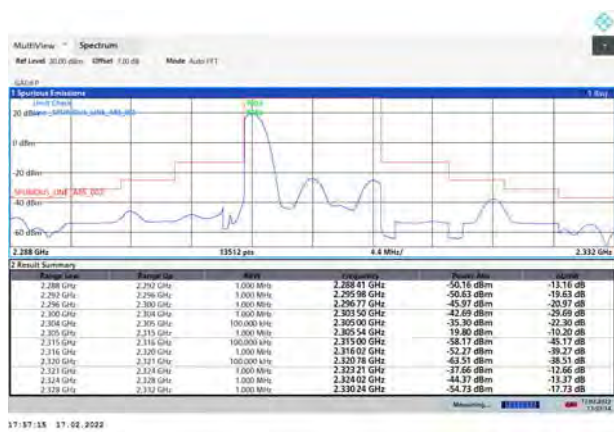 MultiView Spectrum
Ref Level 30.00 dBm Offset 7.00 dB Mode Auto FFT
1 Spurious Emissions
Limit Check
20 dBm
0 dBm
-20 dBm
SPURIOUS_LINE_ABS_002
-40 dBm
-60 dBm
2.288 GHz 13512 pts 4.4 MHz/ 2.332 GHz
2 Result Summary
Range Low Range Up RBW Frequency Power Abs ΔLimit
2.288 GHz 2.292 GHz 1.000 MHz 2.288 41 GHz -50.16 dBm -13.16 dB
2.292 GHz 2.296 GHz 1.000 MHz 2.295 98 GHz -50.63 dBm -19.63 dB
2.296 GHz 2.300 GHz 1.000 MHz 2.296 77 GHz -45.97 dBm -20.97 dB
2.300 GHz 2.304 GHz 1.000 MHz 2.303 50 GHz -42.69 dBm -29.69 dB
2.304 GHz 2.305 GHz 100.000 kHz 2.305 00 GHz -35.30 dBm -22.30 dB
2.305 GHz 2.315 GHz 1.000 MHz 2.305 54 GHz 19.80 dBm -10.20 dB
2.315 GHz 2.316 GHz 100.000 kHz 2.315 00 GHz -58.17 dBm -45.17 dB
2.316 GHz 2.320 GHz 1.000 MHz 2.316 02 GHz -52.27 dBm -39.27 dB
2.320 GHz 2.321 GHz 100.000 kHz 2.320 78 GHz -63.51 dBm -38.51 dB
2.321 GHz 2.324 GHz 1.000 MHz 2.323 21 GHz -37.66 dBm -12.66 dB
2.324 GHz 2.328 GHz 1.000 MHz 2.324 02 GHz -44.37 dBm -13.37 dB
2.328 GHz 2.332 GHz 1.000 MHz 2.330 24 GHz -54.73 dBm -17.73 dB
Measuring... 17.02.2022
17:57:15 17.02.2022